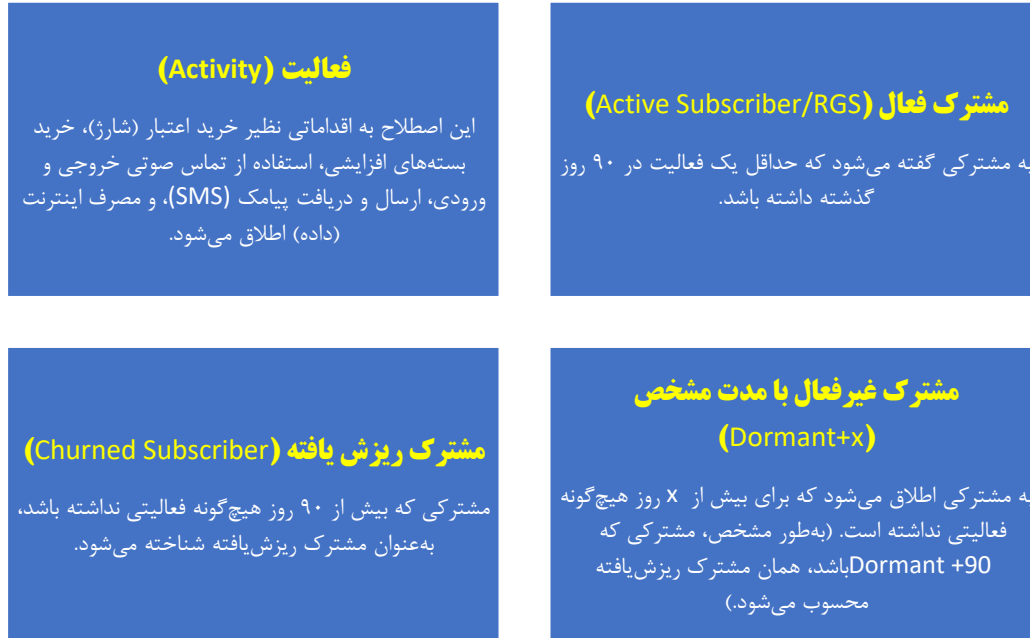 مشترک فعال (Active Subscriber/RGS)
به مشترکی گفته می‌شود که حداقل یک فعالیت در ۹۰ روز
گذشته داشته باشد.
فعالیت (Activity)
این اصطلاح به اقداماتی نظیر خرید اعتبار (شارژ)، خرید
بسته‌های افزایشی، استفاده از تماس صوتی خروجی و
ورودی، ارسال و دریافت پیامک (SMS)، و مصرف اینترنت
(داده) اطلاق می‌شود.
مشترک غیرفعال با مدت مشخص
(Dormant+x)
به مشترکی اطلاق می‌شود که برای بیش از x روز هیچ‌گونه
فعالیتی نداشته است. (به‌طور مشخص، مشترکی که
Dormant +90باشد، همان مشترک ریزش‌یافته
محسوب می‌شود.)
مشترک ریزش یافته (Churned Subscriber)
مشترکی که بیش از ۹۰ روز هیچ‌گونه فعالیتی نداشته باشد،
به‌عنوان مشترک ریزش‌یافته شناخته می‌شود.